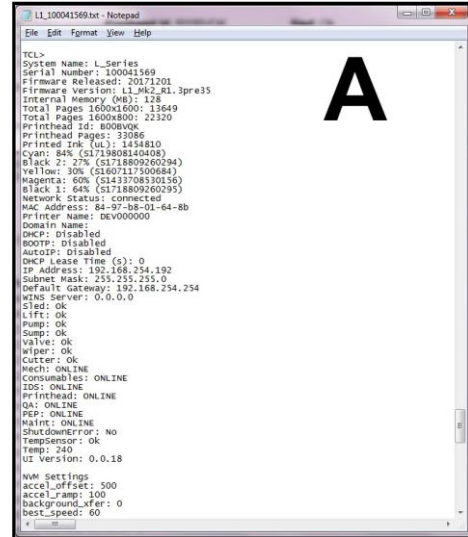 L1_100041569.txt - Notepad
File Edit Format View Help
A
TCL>
System Name: L_Series
Serial Number: 100041569
Firmware Released: 20171201
Firmware Version: L1_Mk2_R1.3pre35
Internal Memory (MB): 128
Total Pages 1600x1600: 13649
Total Pages 1600x800: 22320
Printhead Id: B00BVQK
Printhead Pages: 33086
Printed Ink (uL): 1454810
Cyan: 84% (S1719808140408)
Black 2: 27% (S1718809260294)
Yellow: 30% (S1607117500684)
Magenta: 60% (S1433708530156)
Black 1: 64% (S1718809260295)
Network Status: connected
MAC Address: 84-97-b8-01-64-8b
Printer Name: DEV000000
Domain Name:
DHCP: Disabled
BOOTP: Disabled
AutoIP: Disabled
DHCP Lease Time (s): 0
IP Address: 192.168.254.192
Subnet Mask: 255.255.255.0
Default Gateway: 192.168.254.254
WINS Server: 0.0.0.0
Sled: Ok
Lift: Ok
Pump: Ok
Sump: Ok
Valve: Ok
Wiper: Ok
Cutter: Ok
Mech: ONLINE
Consumables: ONLINE
IDS: ONLINE
Printhead: ONLINE
QA: ONLINE
PEP: ONLINE
Maint: ONLINE
ShutdownError: No
TempSensor: Ok
Temp: 240
UI Version: 0.0.18
NVM Settings
accel_offset: 500
accel_ramp: 100
background_xfer: 0
best_speed: 60